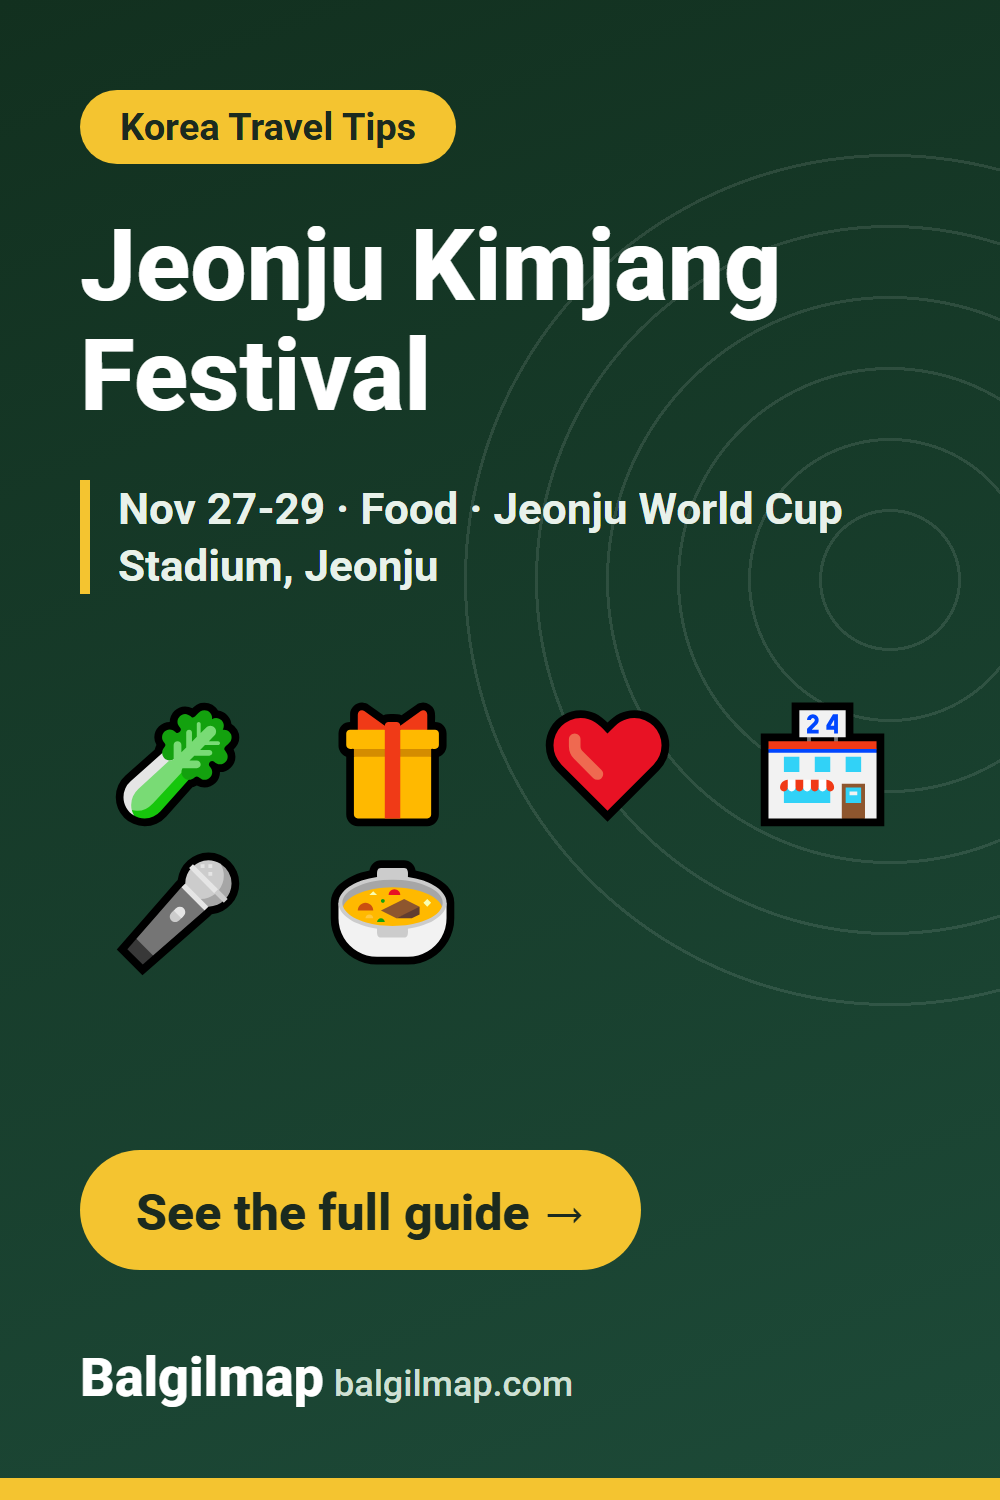 Korea Travel Tips
Jeonju Kimjang
Festival
Nov 27-29 · Food · Jeonju World Cup
Stadium, Jeonju
24
See the full guide →
Balgilmap balgilmap.com